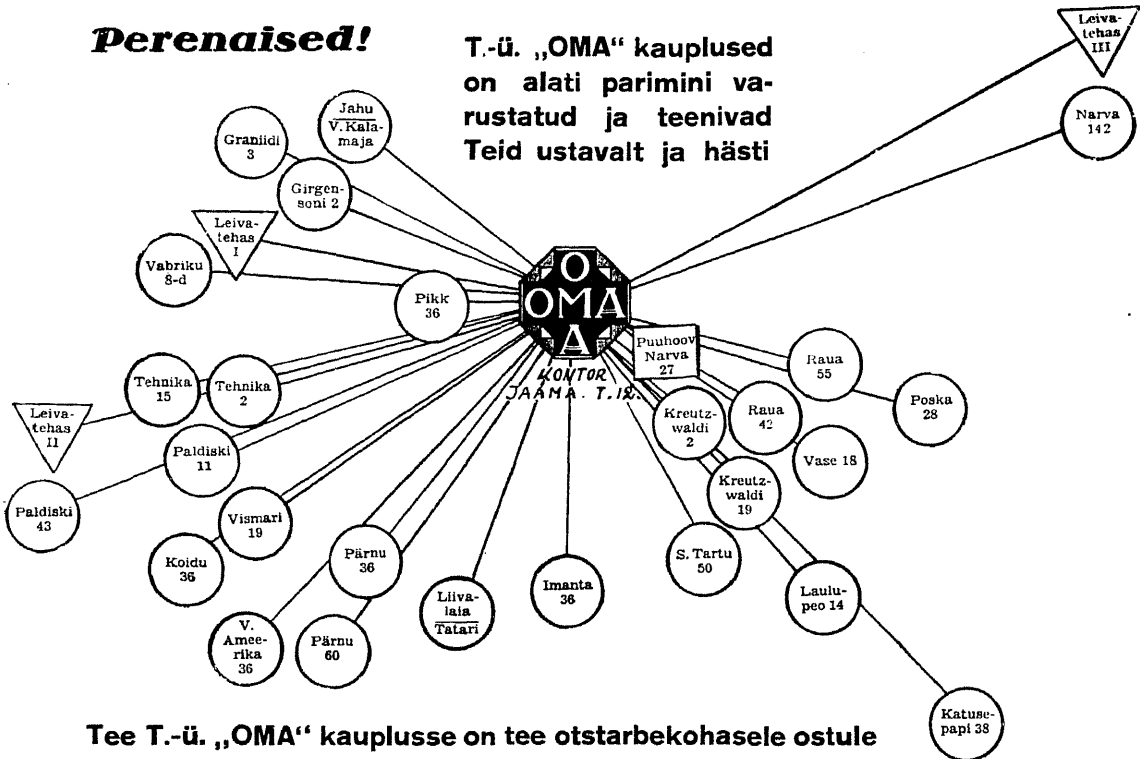 Perenaised!
T.-ü. „OMA“ kauplused
on alati parimini va-
rustatud ja teenivad
Teid ustavalt ja hästi
Leiva-
tehas
III
Narva
142
Jahu
V. Kala-
maja
Graniidi
3
Girgen-
soni 2
Leiva-
tehas
I
Vabriku
8-d
Pikk
36
O
OMA
A
KONTOR
JAAMA. T. 12.
Puuhoov
Narva
27
Raua
55
Poska
28
Tehnika
15
Tehnika
2
Leiva-
tehas
II
Paldiski
11
Paldiski
43
Kreutz-
waldi
2
Raua
42
Vase 18
Kreutz-
waldi
19
Vismari
19
Koidu
36
Pärnu
36
V.
Amee-
rika
36
Pärnu
60
Liiva-
laia
Tatari
Imanta
36
S. Tartu
50
Laulu-
peo 14
Katuse-
papi 38
Tee T.-ü. „OMA“ kauplusse on tee otstarbekohasele ostule